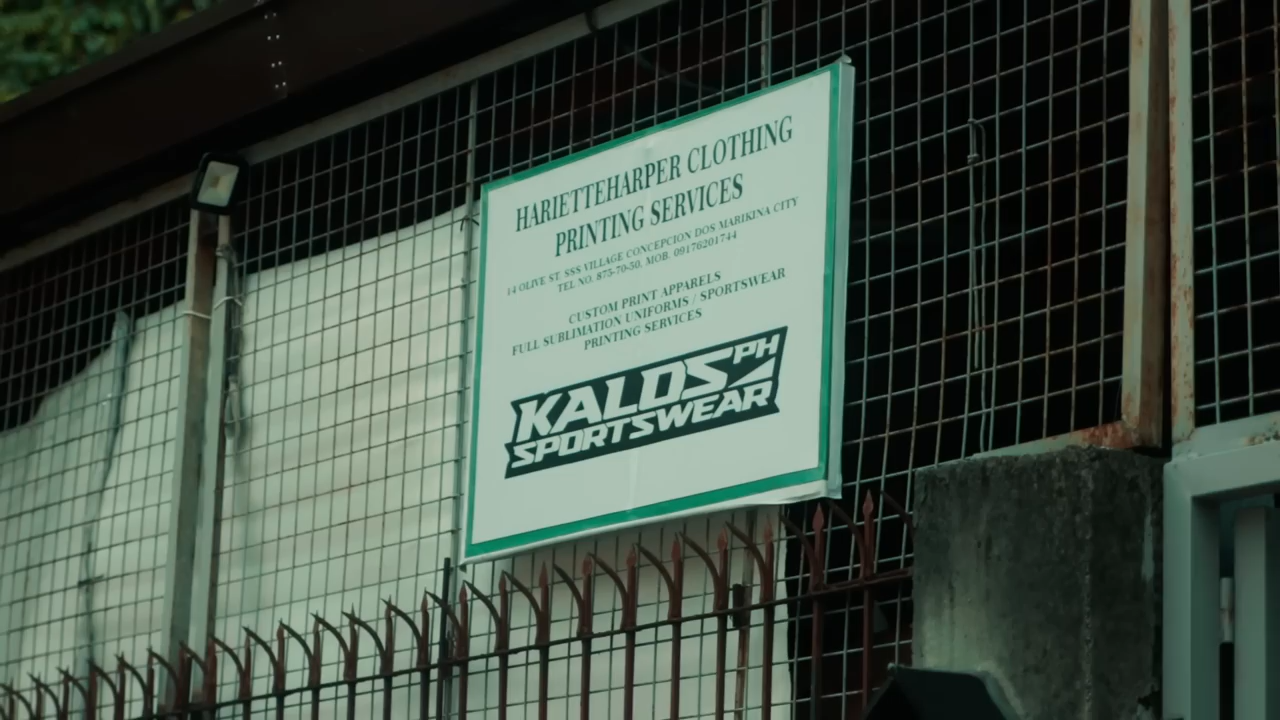 HARIETTEHARPER CLOTHING
PRINTING SERVICES
14 OLIVE ST. SSS VILLAGE CONCEPCION DOS MARIKINA CITY
TEL NO. 875-70-50. MOB. 09176201744
CUSTOM PRINT APPARELS
FULL SUBLIMATION UNIFORMS / SPORTSWEAR
PRINTING SERVICES
KALOS PH
SPORTSWEAR